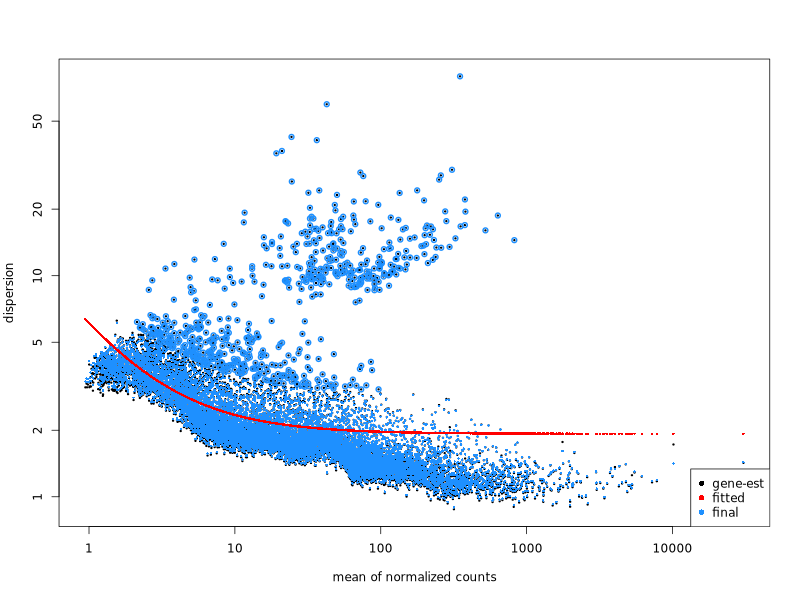 50
20
10
5
2
1
dispersion
gene-est
fitted
final
1 10 100 1000 10000
mean of normalized counts